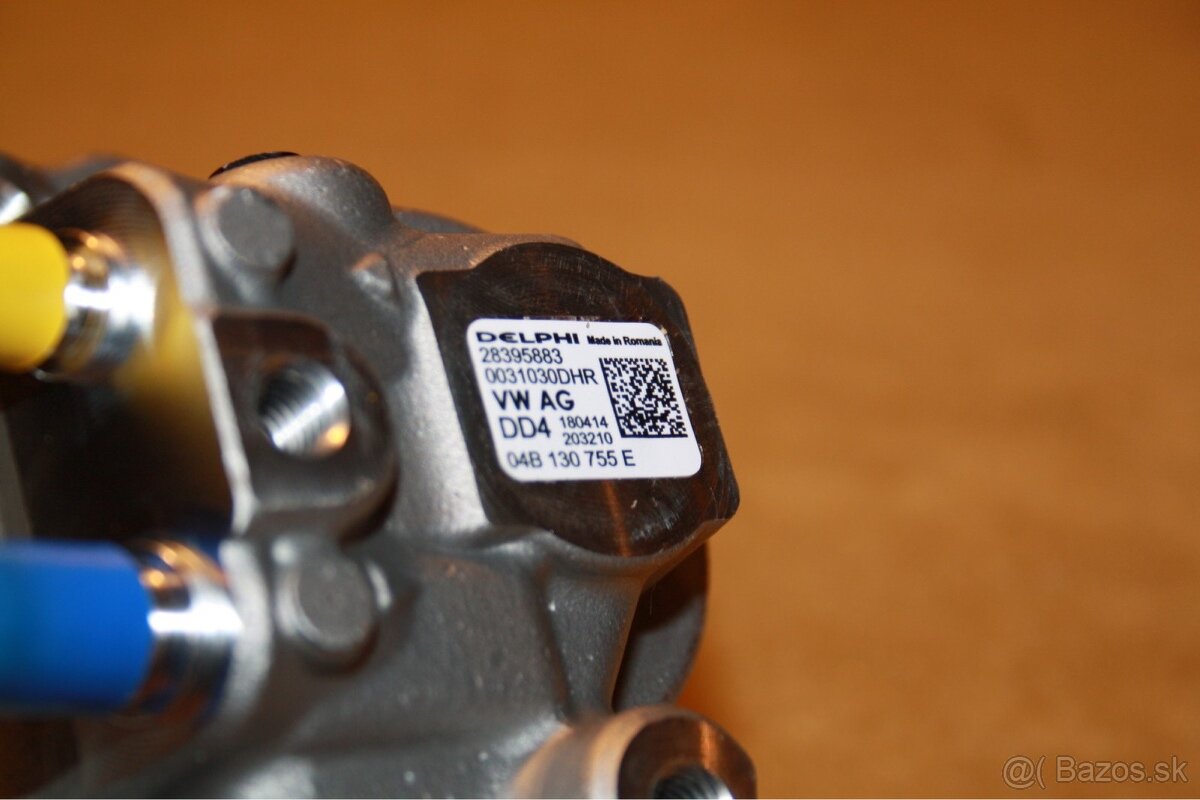 DELPHI Made in Romania
28395883
0031030DHR
VW AG
DD4 180414
203210
04B 130 755 E
@( Bazos.sk